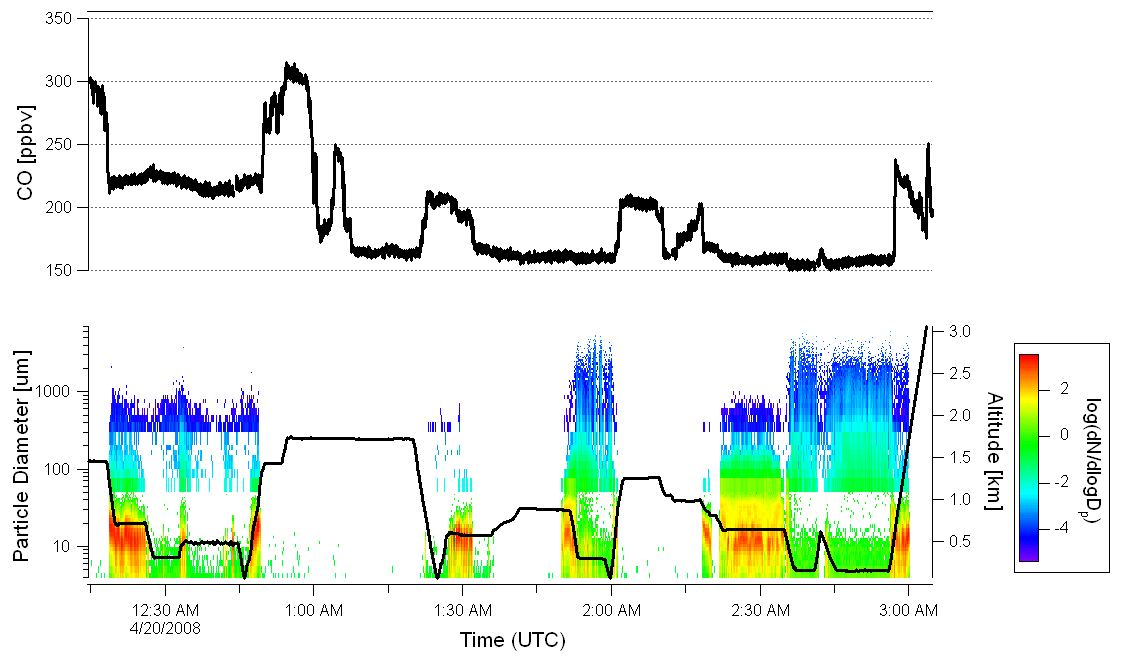 350
300
250
200
150
CO [ppbv]
1000
100
10
Particle Diameter [um]
3.0
2.5
2.0
1.5
1.0
0.5
Altitude [km]
2
0
-2
-4
log(dN/dlogDp)
12:30 AM
4/20/2008
1:00 AM
1:30 AM
2:00 AM
2:30 AM
3:00 AM
Time (UTC)